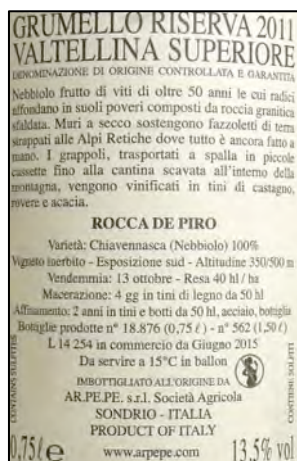 GRUMELLO RISERVA 2011
VALTELLINA SUPERIORE
DENOMINAZIONE DI ORIGINE CONTROLLATA E GARANTITA
Nebbiolo frutto di viti di oltre 50 anni le cui radici
affondano in suoli poveri composti da roccia granitica
sfaldata. Muri a secco sostengono fazzoletti di terra
strappati alle Alpi Retiche dove tutto è ancora fatto a
mano. I grappoli, trasportati a spalla in piccole
cassette fino alla cantina scavata all'interno della
montagna, vengono vinificati in tini di castagno,
rovere e acacia.
ROCCA DE PIRO
Varietà: Chiavennasca (Nebbiolo) 100%
Vigneto inerbito - Esposizione sud - Altitudine 350/500 m
Vendemmia: 13 ottobre - Resa 40 hl / ha
Macerazione: 4 gg in tini di legno da 50 hl
Affinamento: 2 anni in tini e botti da 50 hl, acciaio, bottiglia
Bottiglie prodotte n° 18.876 (0,75 ℓ) - n° 562 (1,50 ℓ)
L 14 254 in commercio da Giugno 2015
Da servire a 15°C in ballon
IMBOTTIGLIATO ALL'ORIGINE DA
AR.PE.PE. s.r.l. Società Agricola
SONDRIO - ITALIA
PRODUCT OF ITALY
0,75 ℓ e www.arpepe.com 13,5% vol
CONTAINS SULPHITES
CONTIENE SOLFITI